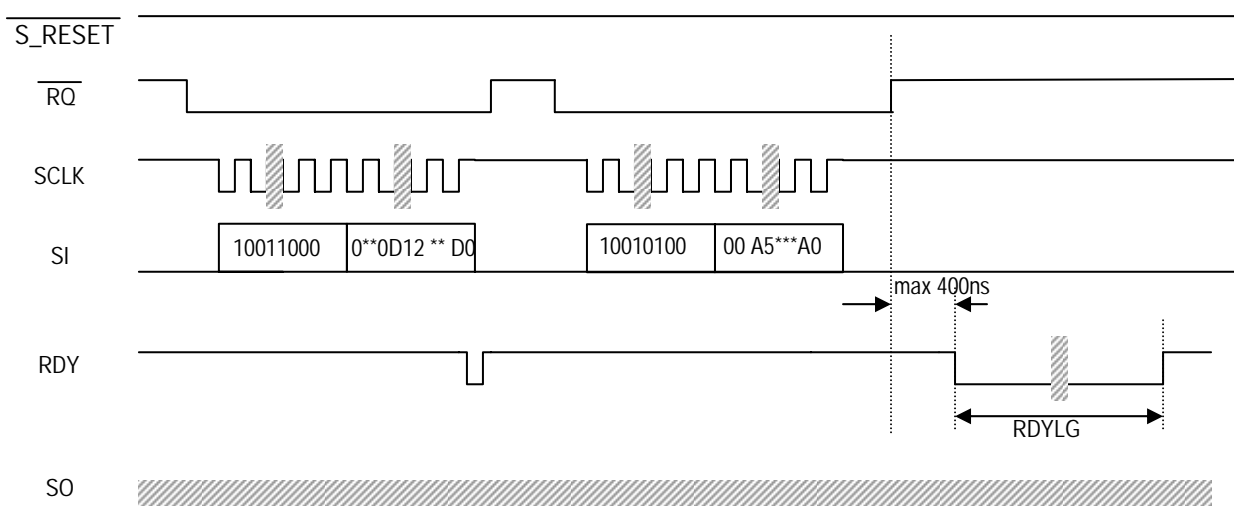 S_RESET
RQ
SCLK
SI
10011000
0**0D12 ** D0
10010100
00 A5***A0
max 400ns
RDY
RDYLG
SO